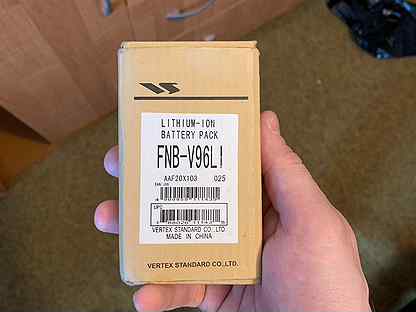 LITHIUM-ION
BATTERY PACK
FNB-V96LI
AAF20X103 025
UPC
VERTEX STANDARD CO. LTD.
MADE IN CHINA
VERTEX STANDARD CO.,LTD.